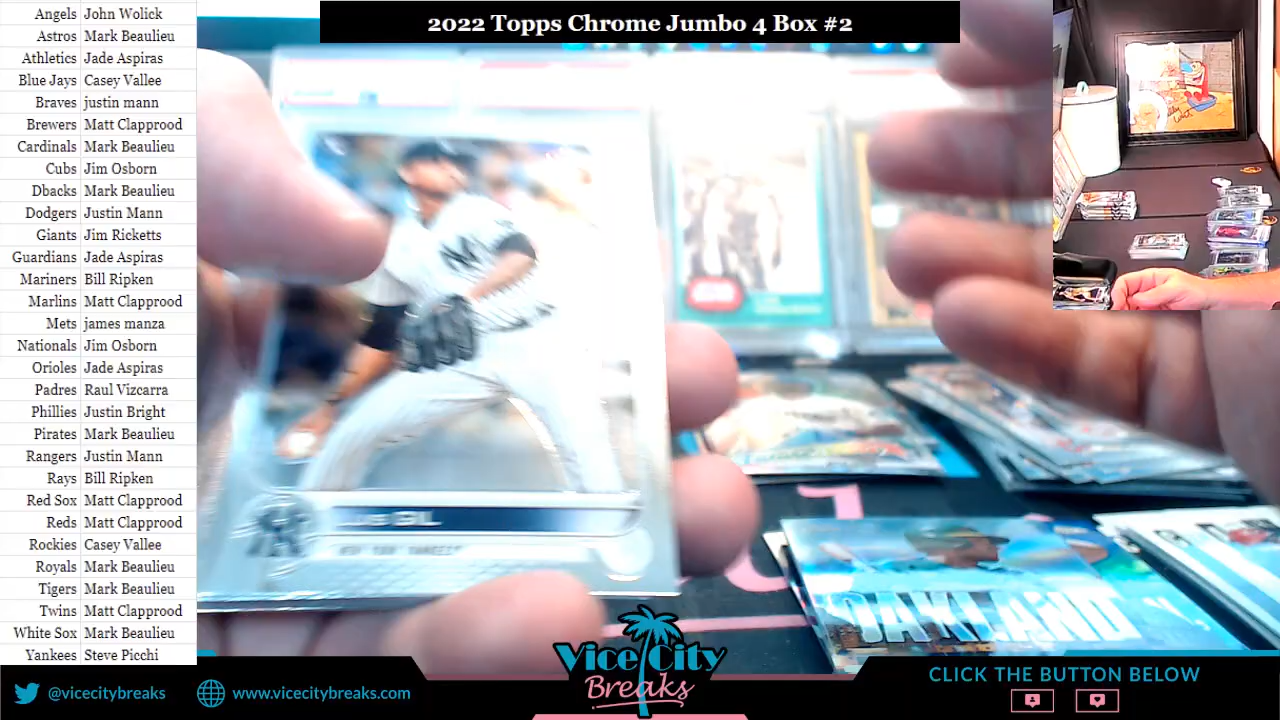 2022 Topps Chrome Jumbo 4 Box #2
Angels John Wolick
Astros Mark Beaulieu
Athletics Jade Aspiras
Blue Jays Casey Vallee
Braves justin mann
Brewers Matt Clapprood
Cardinals Mark Beaulieu
Cubs Jim Osborn
Dbacks Mark Beaulieu
Dodgers Justin Mann
Giants Jim Ricketts
Guardians Jade Aspiras
Mariners Bill Ripken
Marlins Matt Clapprood
Mets james manza
Nationals Jim Osborn
Orioles Jade Aspiras
Padres Raul Vizcarra
Phillies Justin Bright
Pirates Mark Beaulieu
Rangers Justin Mann
Rays Bill Ripken
Red Sox Matt Clapprood
Reds Matt Clapprood
Rockies Casey Vallee
Royals Mark Beaulieu
Tigers Mark Beaulieu
Twins Matt Clapprood
White Sox Mark Beaulieu
Yankees Steve Picchi
GIL
NEW YORK YANKEES
OAKLAND
@vicecitybreaks
www.vicecitybreaks.com
Vice City
Breaks
CLICK THE BUTTON BELOW